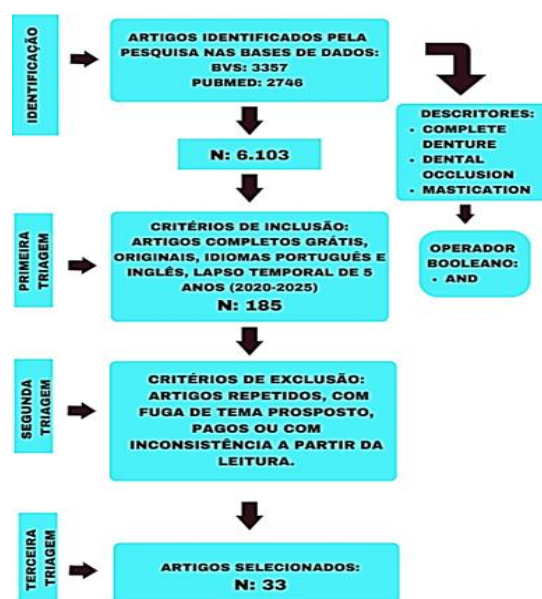 IDENTIFICAÇÃO
ARTIGOS IDENTIFICADOS PELA
PESQUISA NAS BASES DE DADOS:
BVS: 3357
PUBMED: 2746
N: 6.103
DESCRITORES:
• COMPLETE
DENTURE
• DENTAL
OCCLUSION
• MASTICATION
OPERADOR
BOOLEANO:
• AND
PRIMEIRA
TRIAGEM
CRITÉRIOS DE INCLUSÃO:
ARTIGOS COMPLETOS GRÁTIS,
ORIGINAIS, IDIOMAS PORTUGUÊS E
INGLÊS, LAPSO TEMPORAL DE 5
ANOS (2020-2025)
N: 185
SEGUNDA
TRIAGEM
CRITÉRIOS DE EXCLUSÃO:
ARTIGOS REPETIDOS, COM
FUGA DE TEMA PROSPOSTO,
PAGOS OU COM
INCONSISTÊNCIA A PARTIR DA
LEITURA.
TERCEIRA
TRIAGEM
ARTIGOS SELECIONADOS:
N: 33